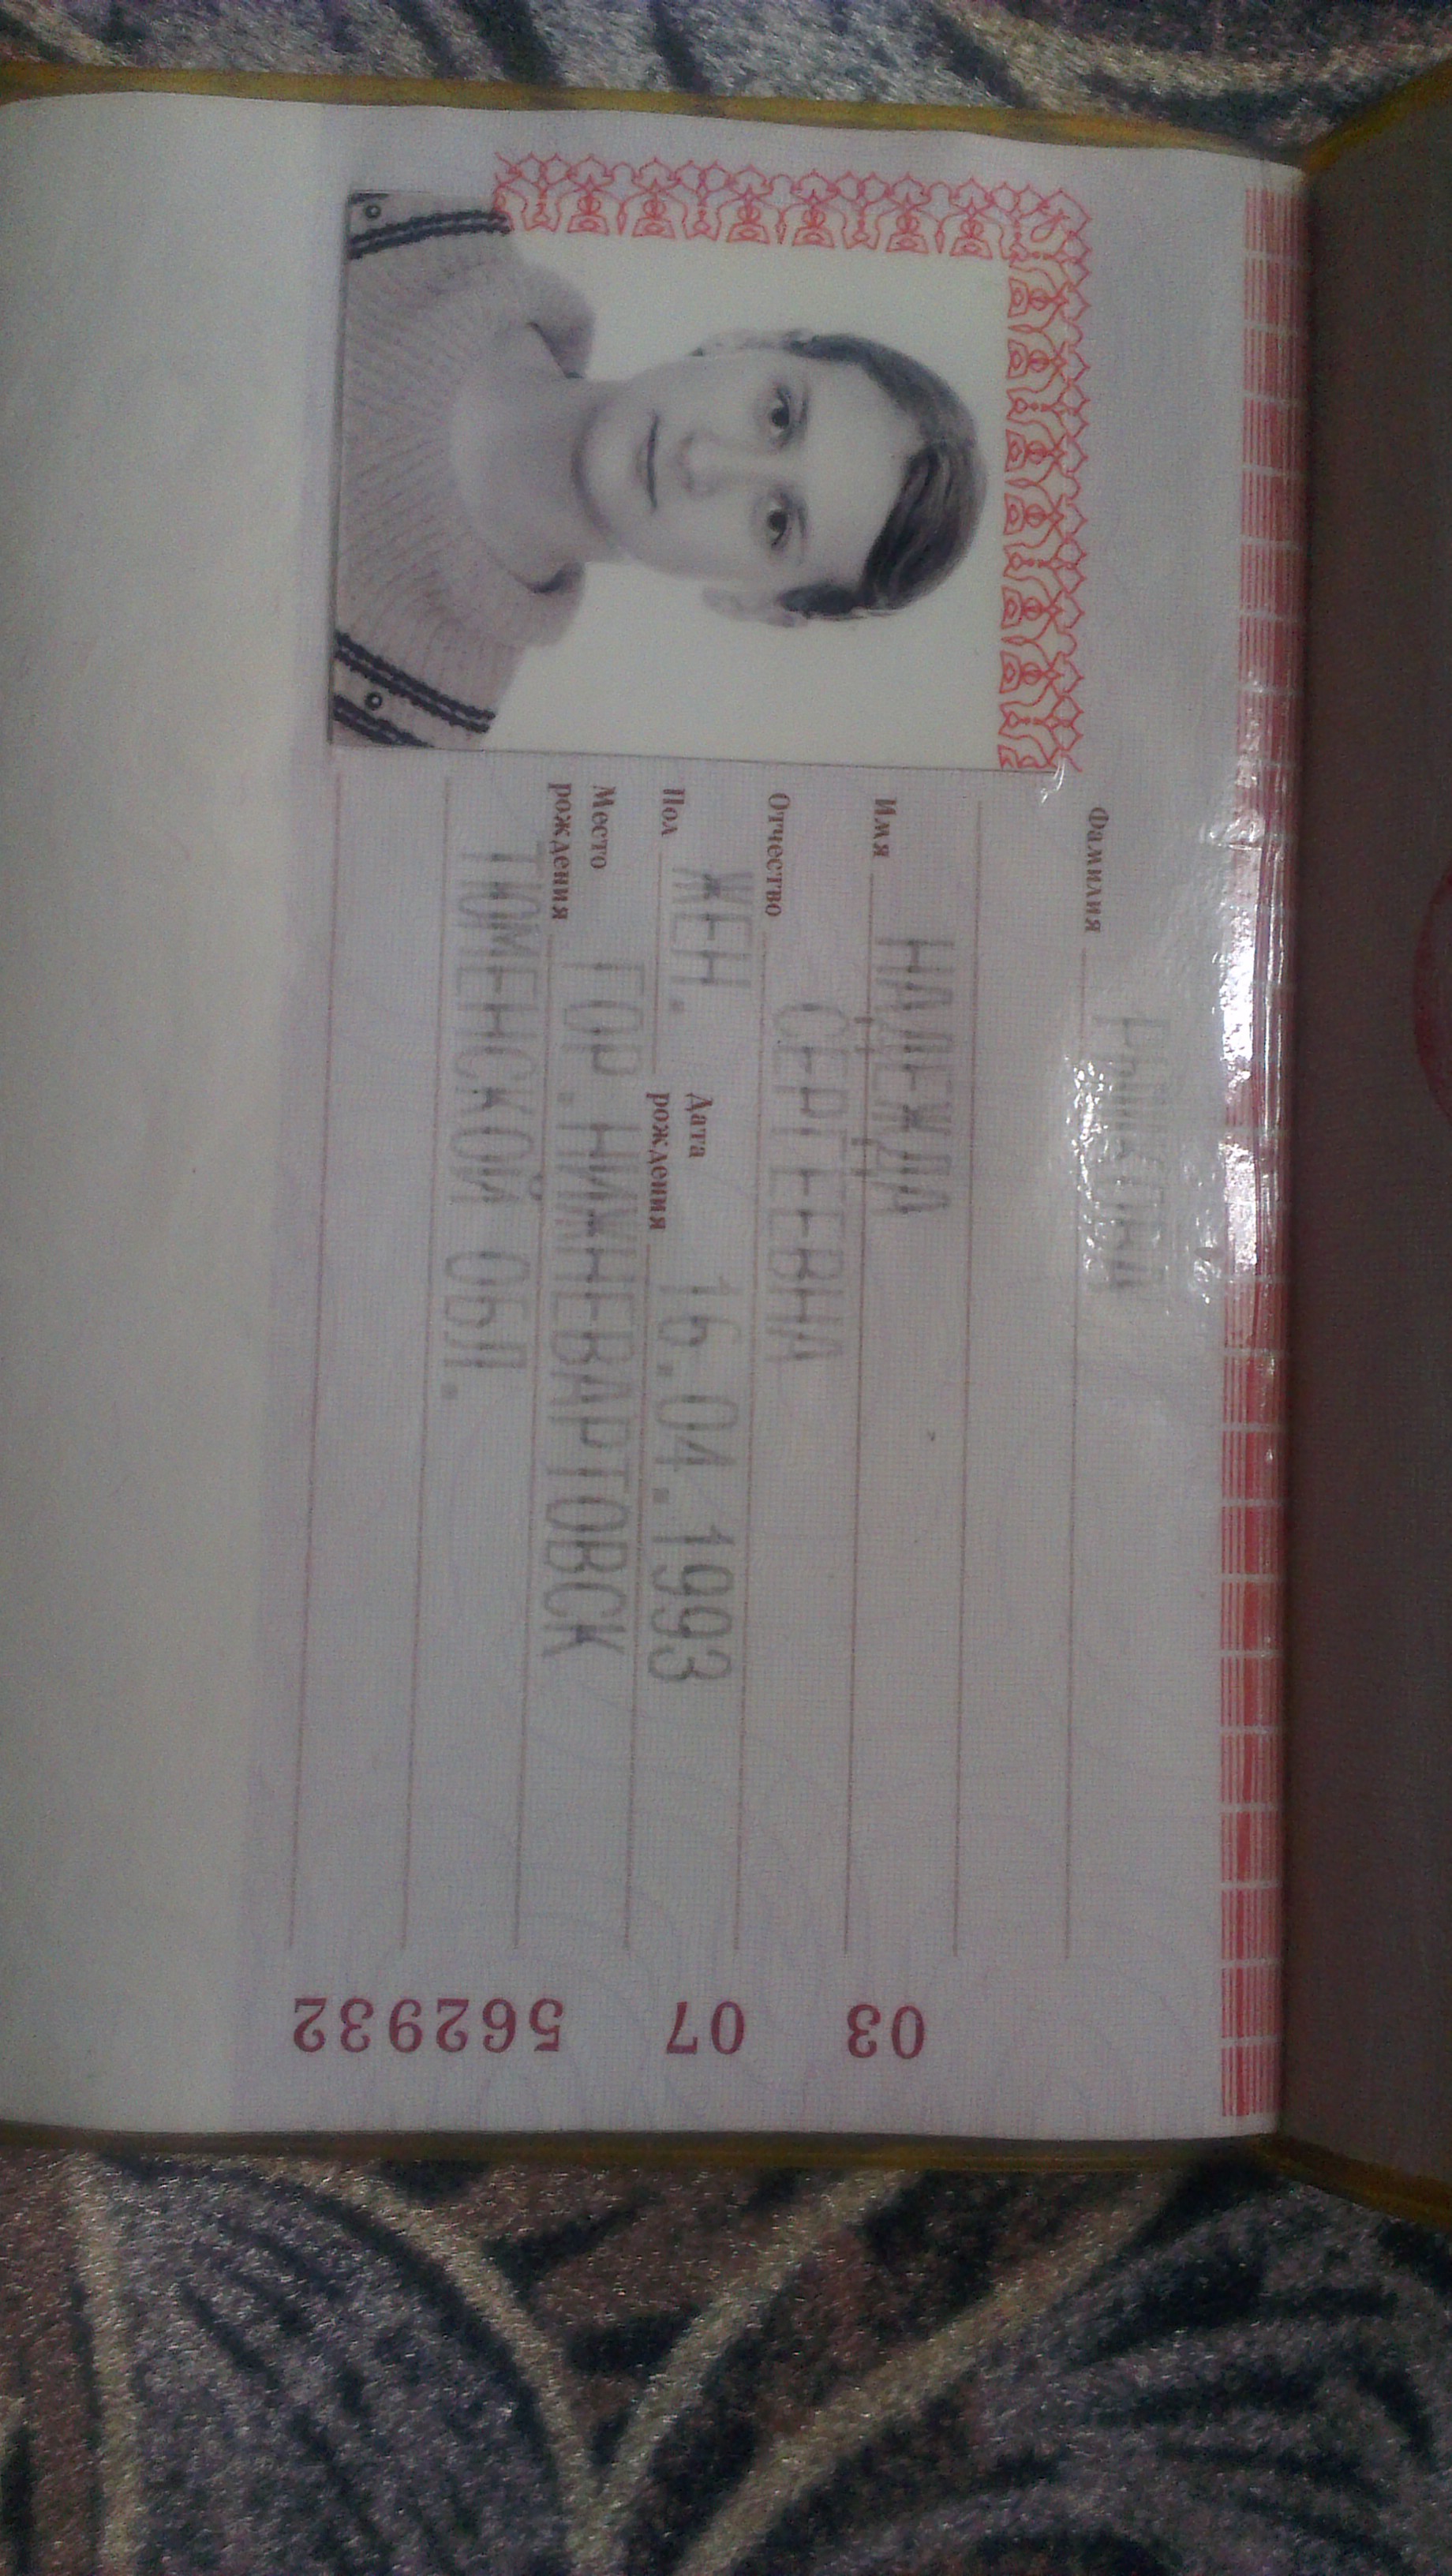 Фамилия
Имя НАДЕЖДА
Отчество СЕРГЕЕВНА
Пол ЖЕН. Дата рождения 16.04.1993
Место рождения ГОР. НИЖНЕВАРТОВСК
ТЮМЕНСКОЙ ОБЛ.
03 07 562932